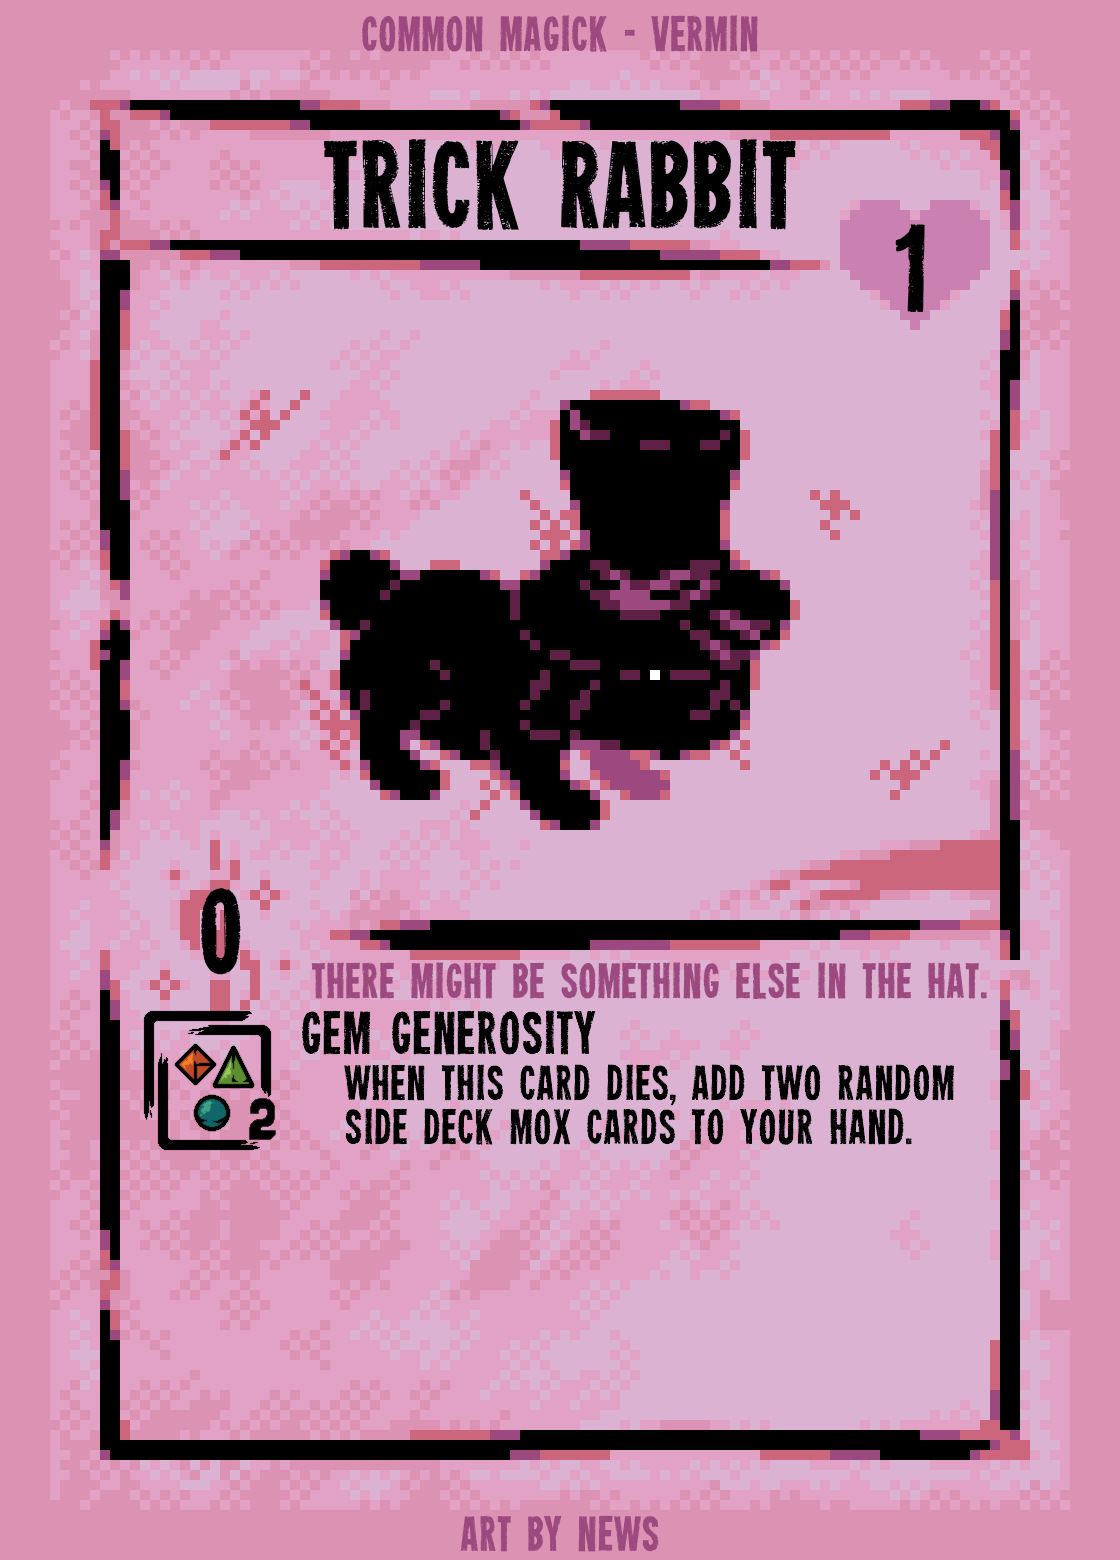 COMMON MAGICK - VERMIN
TRICK RABBIT
1
0
THERE MIGHT BE SOMETHING ELSE IN THE HAT.
GEM GENEROSITY
WHEN THIS CARD DIES, ADD TWO RANDOM
SIDE DECK MOX CARDS TO YOUR HAND.
2
ART BY NEWS